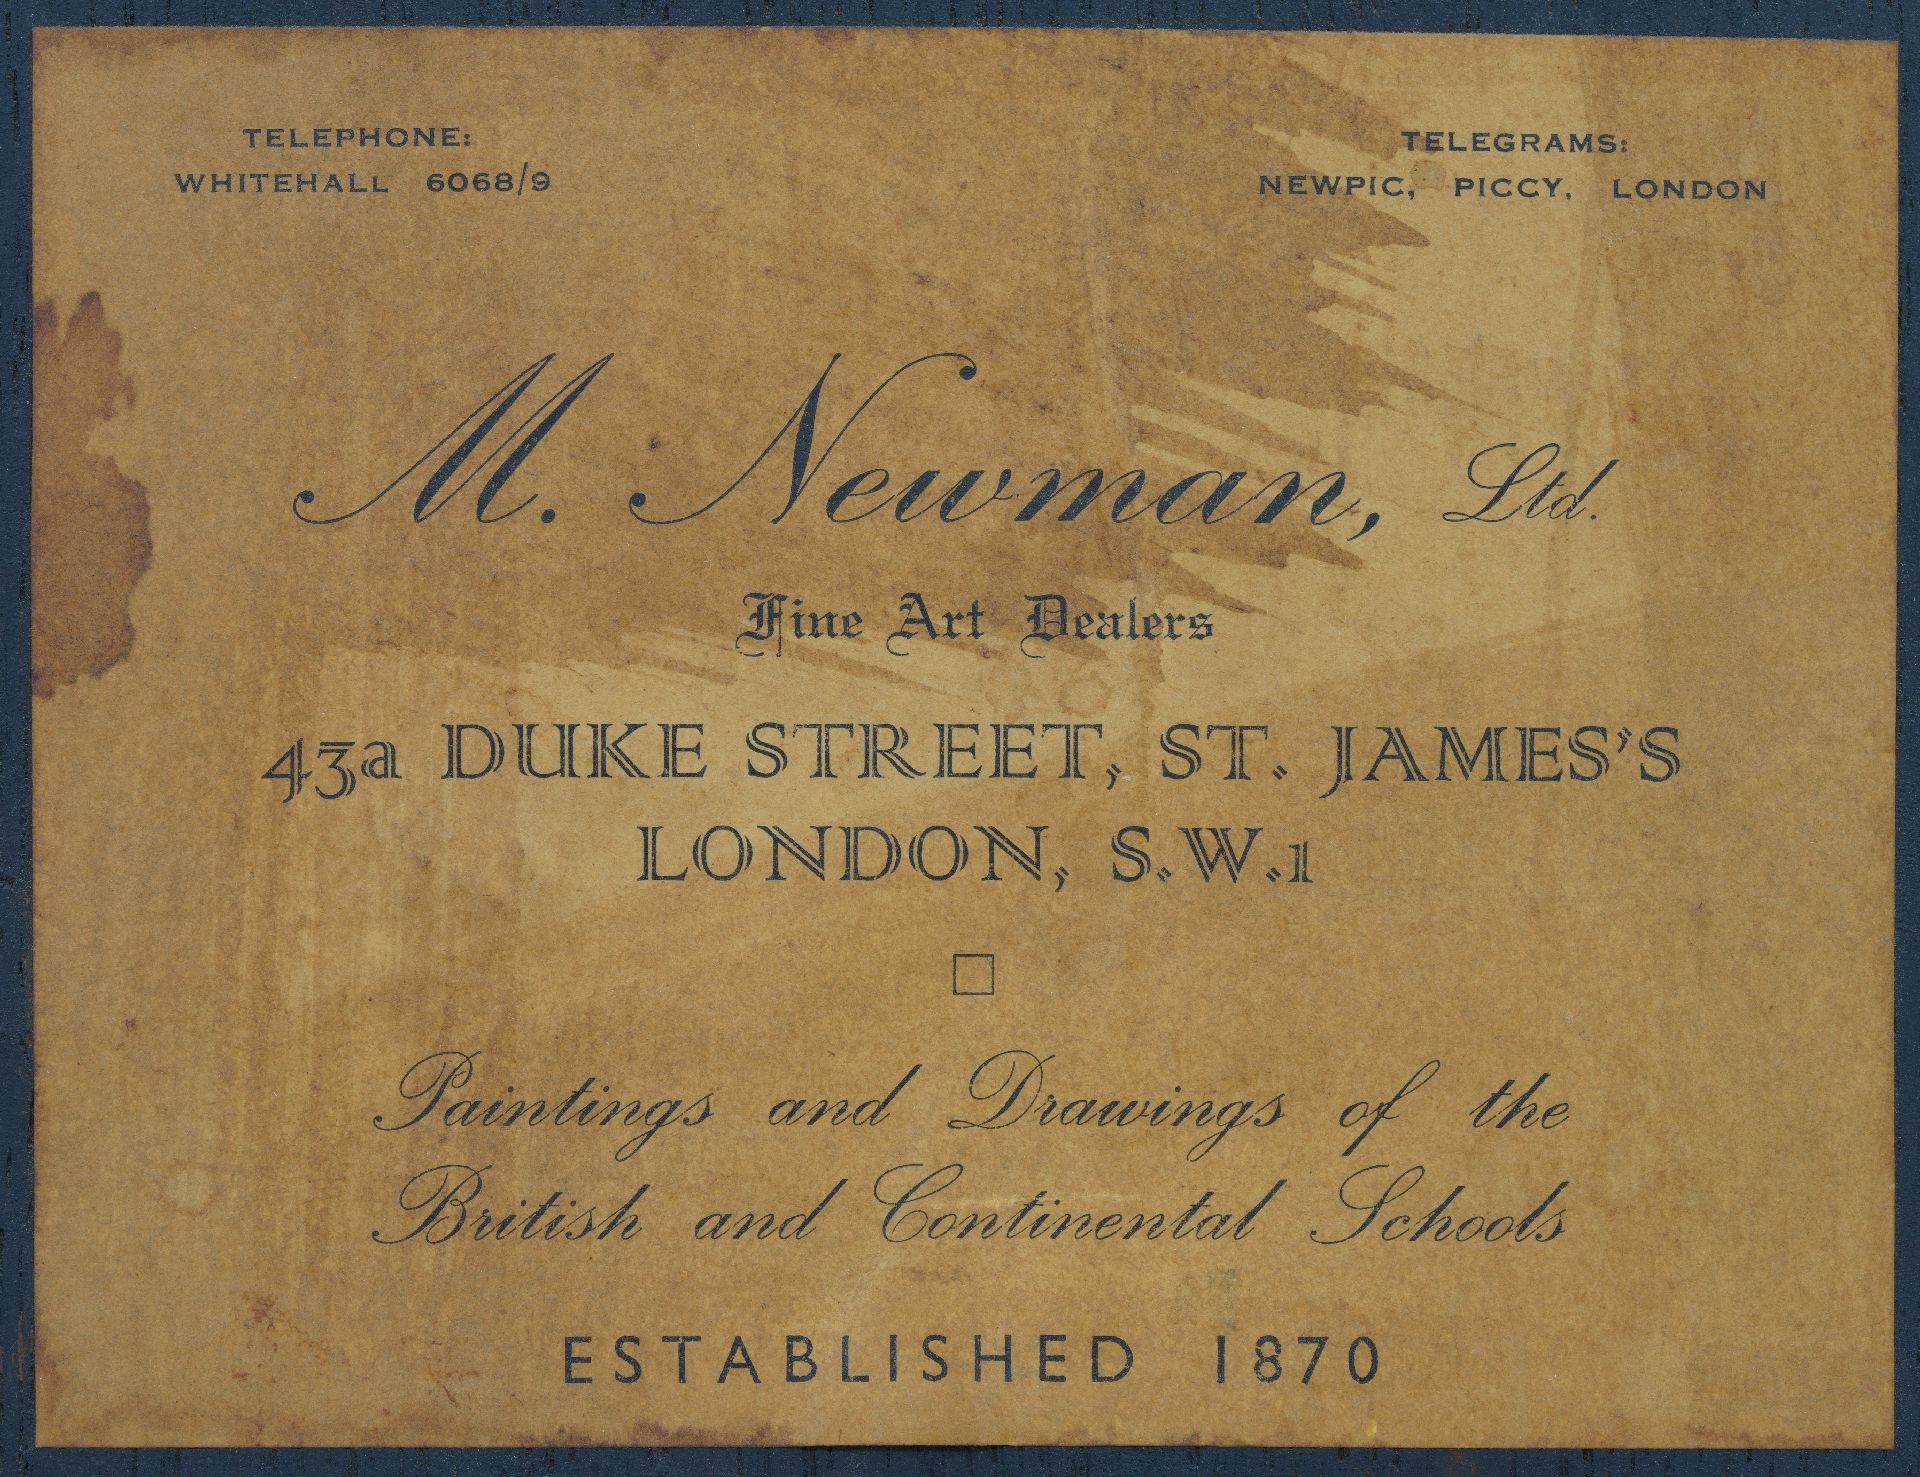 TELEPHONE:
WHITEHALL 6068/9
TELEGRAMS:
NEWPIC, PICCY, LONDON
M. Newman, Ltd.
Fine Art Dealers
43a DUKE STREET, ST. JAMES'S
LONDON, S.W.1
Paintings and Drawings of the
British and Continental Schools
ESTABLISHED 1870